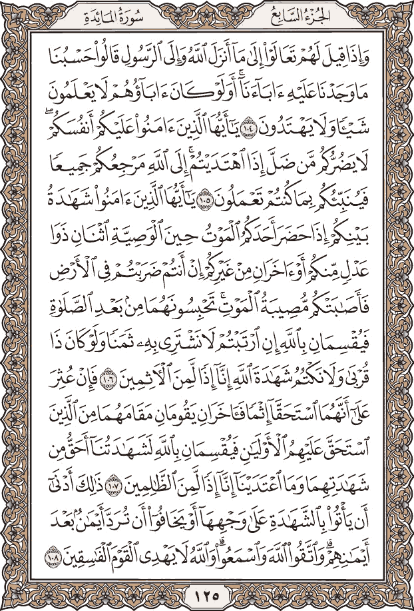 الجزء السابع
سورة المائدة
وَإِذَا قِيلَ لَهُمْ تَعَالَوْا۟ إِلَىٰ مَآ أَنزَلَ ٱللَّهُ وَإِلَى ٱلرَّسُولِ قَالُوا۟ حَسْبُنَا
مَا وَجَدْنَا عَلَيْهِ ءَابَآءَنَآ ۚ أَوَلَوْ كَانَ ءَابَآؤُهُمْ لَا يَعْلَمُونَ
شَيْـًٔا وَلَا يَهْتَدُونَ ١٠٤ يَـٰٓأَيُّهَا ٱلَّذِينَ ءَامَنُوا۟ عَلَيْكُمْ أَنفُسَكُمْ ۖ
لَا يَضُرُّكُم مَّن ضَلَّ إِذَا ٱهْتَدَيْتُمْ ۚ إِلَى ٱللَّهِ مَرْجِعُكُمْ جَمِيعًا
فَيُنَبِّئُكُم بِمَا كُنتُمْ تَعْمَلُونَ ١٠٥ يَـٰٓأَيُّهَا ٱلَّذِينَ ءَامَنُوا۟ شَهَـٰدَةُ
بَيْنِكُمْ إِذَا حَضَرَ أَحَدَكُمُ ٱلْمَوْتُ حِينَ ٱلْوَصِيَّةِ ٱثْنَانِ ذَوَا
عَدْلٍ مِّنكُمْ أَوْ ءَاخَرَانِ مِنْ غَيْرِكُمْ إِنْ أَنتُمْ ضَرَبْتُمْ فِى ٱلْأَرْضِ
فَأَصَـٰبَتْكُم مُّصِيبَةُ ٱلْمَوْتِ ۚ تَحْبِسُونَهُمَا مِنۢ بَعْدِ ٱلصَّلَوٰةِ
فَيُقْسِمَانِ بِٱللَّهِ إِنِ ٱرْتَبْتُمْ لَا نَشْتَرِى بِهِۦ ثَمَنًا وَلَوْ كَانَ ذَا
قُرْبَىٰ ۙ وَلَا نَكْتُمُ شَهَـٰدَةَ ٱللَّهِ إِنَّآ إِذًا لَّمِنَ ٱلْـَٔاثِمِينَ ١٠٦ فَإِنْ عُثِرَ
عَلَىٰٓ أَنَّهُمَا ٱسْتَحَقَّآ إِثْمًا فَـَٔاخَرَانِ يَقُومَانِ مَقَامَهُمَا مِنَ ٱلَّذِينَ
ٱسْتَحَقَّ عَلَيْهِمُ ٱلْأَوْلَيَـٰنِ فَيُقْسِمَانِ بِٱللَّهِ لَشَهَـٰدَتُنَآ أَحَقُّ مِن
شَهَـٰدَتِهِمَا وَمَا ٱعْتَدَيْنَآ إِنَّآ إِذًا لَّمِنَ ٱلظَّـٰلِمِينَ ١٠٧ ذَٰلِكَ أَدْنَىٰٓ
أَن يَأْتُوا۟ بِٱلشَّهَـٰدَةِ عَلَىٰ وَجْهِهَآ أَوْ يَخَافُوٓا۟ أَن تُرَدَّ أَيْمَـٰنٌۢ بَعْدَ
أَيْمَـٰنِهِمْ ۗ وَٱتَّقُوا۟ ٱللَّهَ وَٱسْمَعُوا۟ ۗ وَٱللَّهُ لَا يَهْدِى ٱلْقَوْمَ ٱلْفَـٰسِقِينَ ١٠٨
١٢٥